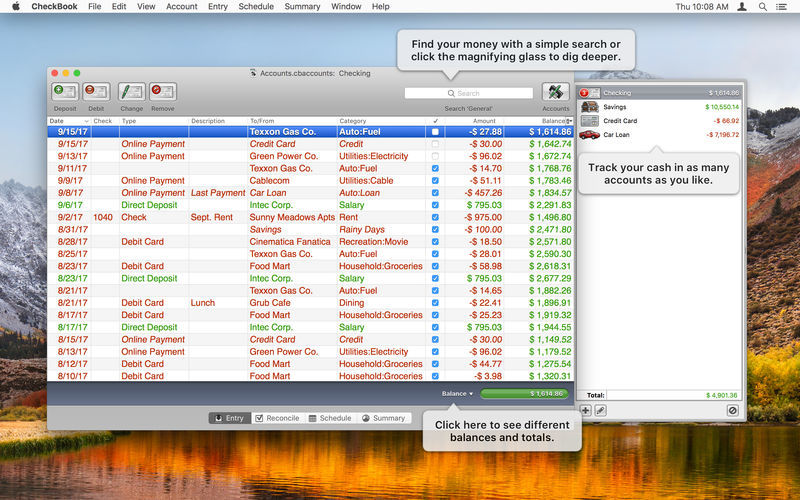 CheckBook File Edit View Account Entry Schedule Summary Window Help Thu 10:08 AM
Find your money with a simple search or
click the magnifying glass to dig deeper.
Accounts.cbaccounts: Checking
Deposit Debit Change Remove
Search
Search 'General'
Accounts
Date Check Type Description To/From Category ✓ Amount Balance
9/15/17 Texxon Gas Co. Auto:Fuel -$ 27.88 $ 1,614.86
9/15/17 Online Payment Credit Card Credit -$ 30.00 $ 1,642.74
9/13/17 Online Payment Green Power Co. Utilities:Electricity -$ 96.02 $ 1,672.74
9/11/17 Texxon Gas Co. Auto:Fuel -$ 14.70 $ 1,768.76
9/9/17 Online Payment Cablecom Utilities:Cable -$ 51.11 $ 1,783.46
9/8/17 Online Payment Last Payment Car Loan Auto:Loan -$ 457.26 $ 1,834.57
9/6/17 Direct Deposit Intec Corp. Salary $ 795.03 $ 2,291.83
9/2/17 1040 Check Sept. Rent Sunny Meadows Apts Rent -$ 975.00 $ 1,496.80
8/31/17 Savings Rainy Days -$ 100.00 $ 2,471.80
8/28/17 Debit Card Cinematica Fanatica Recreation:Movie -$ 18.50 $ 2,571.80
8/25/17 Texxon Gas Co. Auto:Fuel -$ 28.01 $ 2,590.30
8/23/17 Debit Card Food Mart Household:Groceries -$ 58.98 $ 2,618.31
8/23/17 Direct Deposit Intec Corp. Salary $ 795.03 $ 2,677.29
8/21/17 Texxon Gas Co. Auto:Fuel -$ 14.65 $ 1,882.26
8/21/17 Debit Card Lunch Grub Cafe Dining -$ 22.41 $ 1,896.91
8/17/17 Debit Card Food Mart Household:Groceries -$ 25.23 $ 1,919.32
8/17/17 Direct Deposit Intec Corp. Salary $ 795.03 $ 1,944.55
8/15/17 Online Payment Credit Card Credit -$ 30.00 $ 1,149.52
8/13/17 Online Payment Green Power Co. Utilities:Electricity -$ 96.02 $ 1,179.52
8/12/17 Debit Card Food Mart Household:Groceries -$ 44.77 $ 1,275.54
8/10/17 Debit Card Food Mart Household:Groceries -$ 3.98 $ 1,320.31
Balance $ 1,614.86
Entry Reconcile Schedule Summary
Click here to see different
balances and totals.
Checking $ 1,614.86
Savings $ 10,550.14
Credit Card -$ 66.92
Car Loan -$ 7,196.72
Track your cash in as many
accounts as you like.
Total: $ 4,901.36